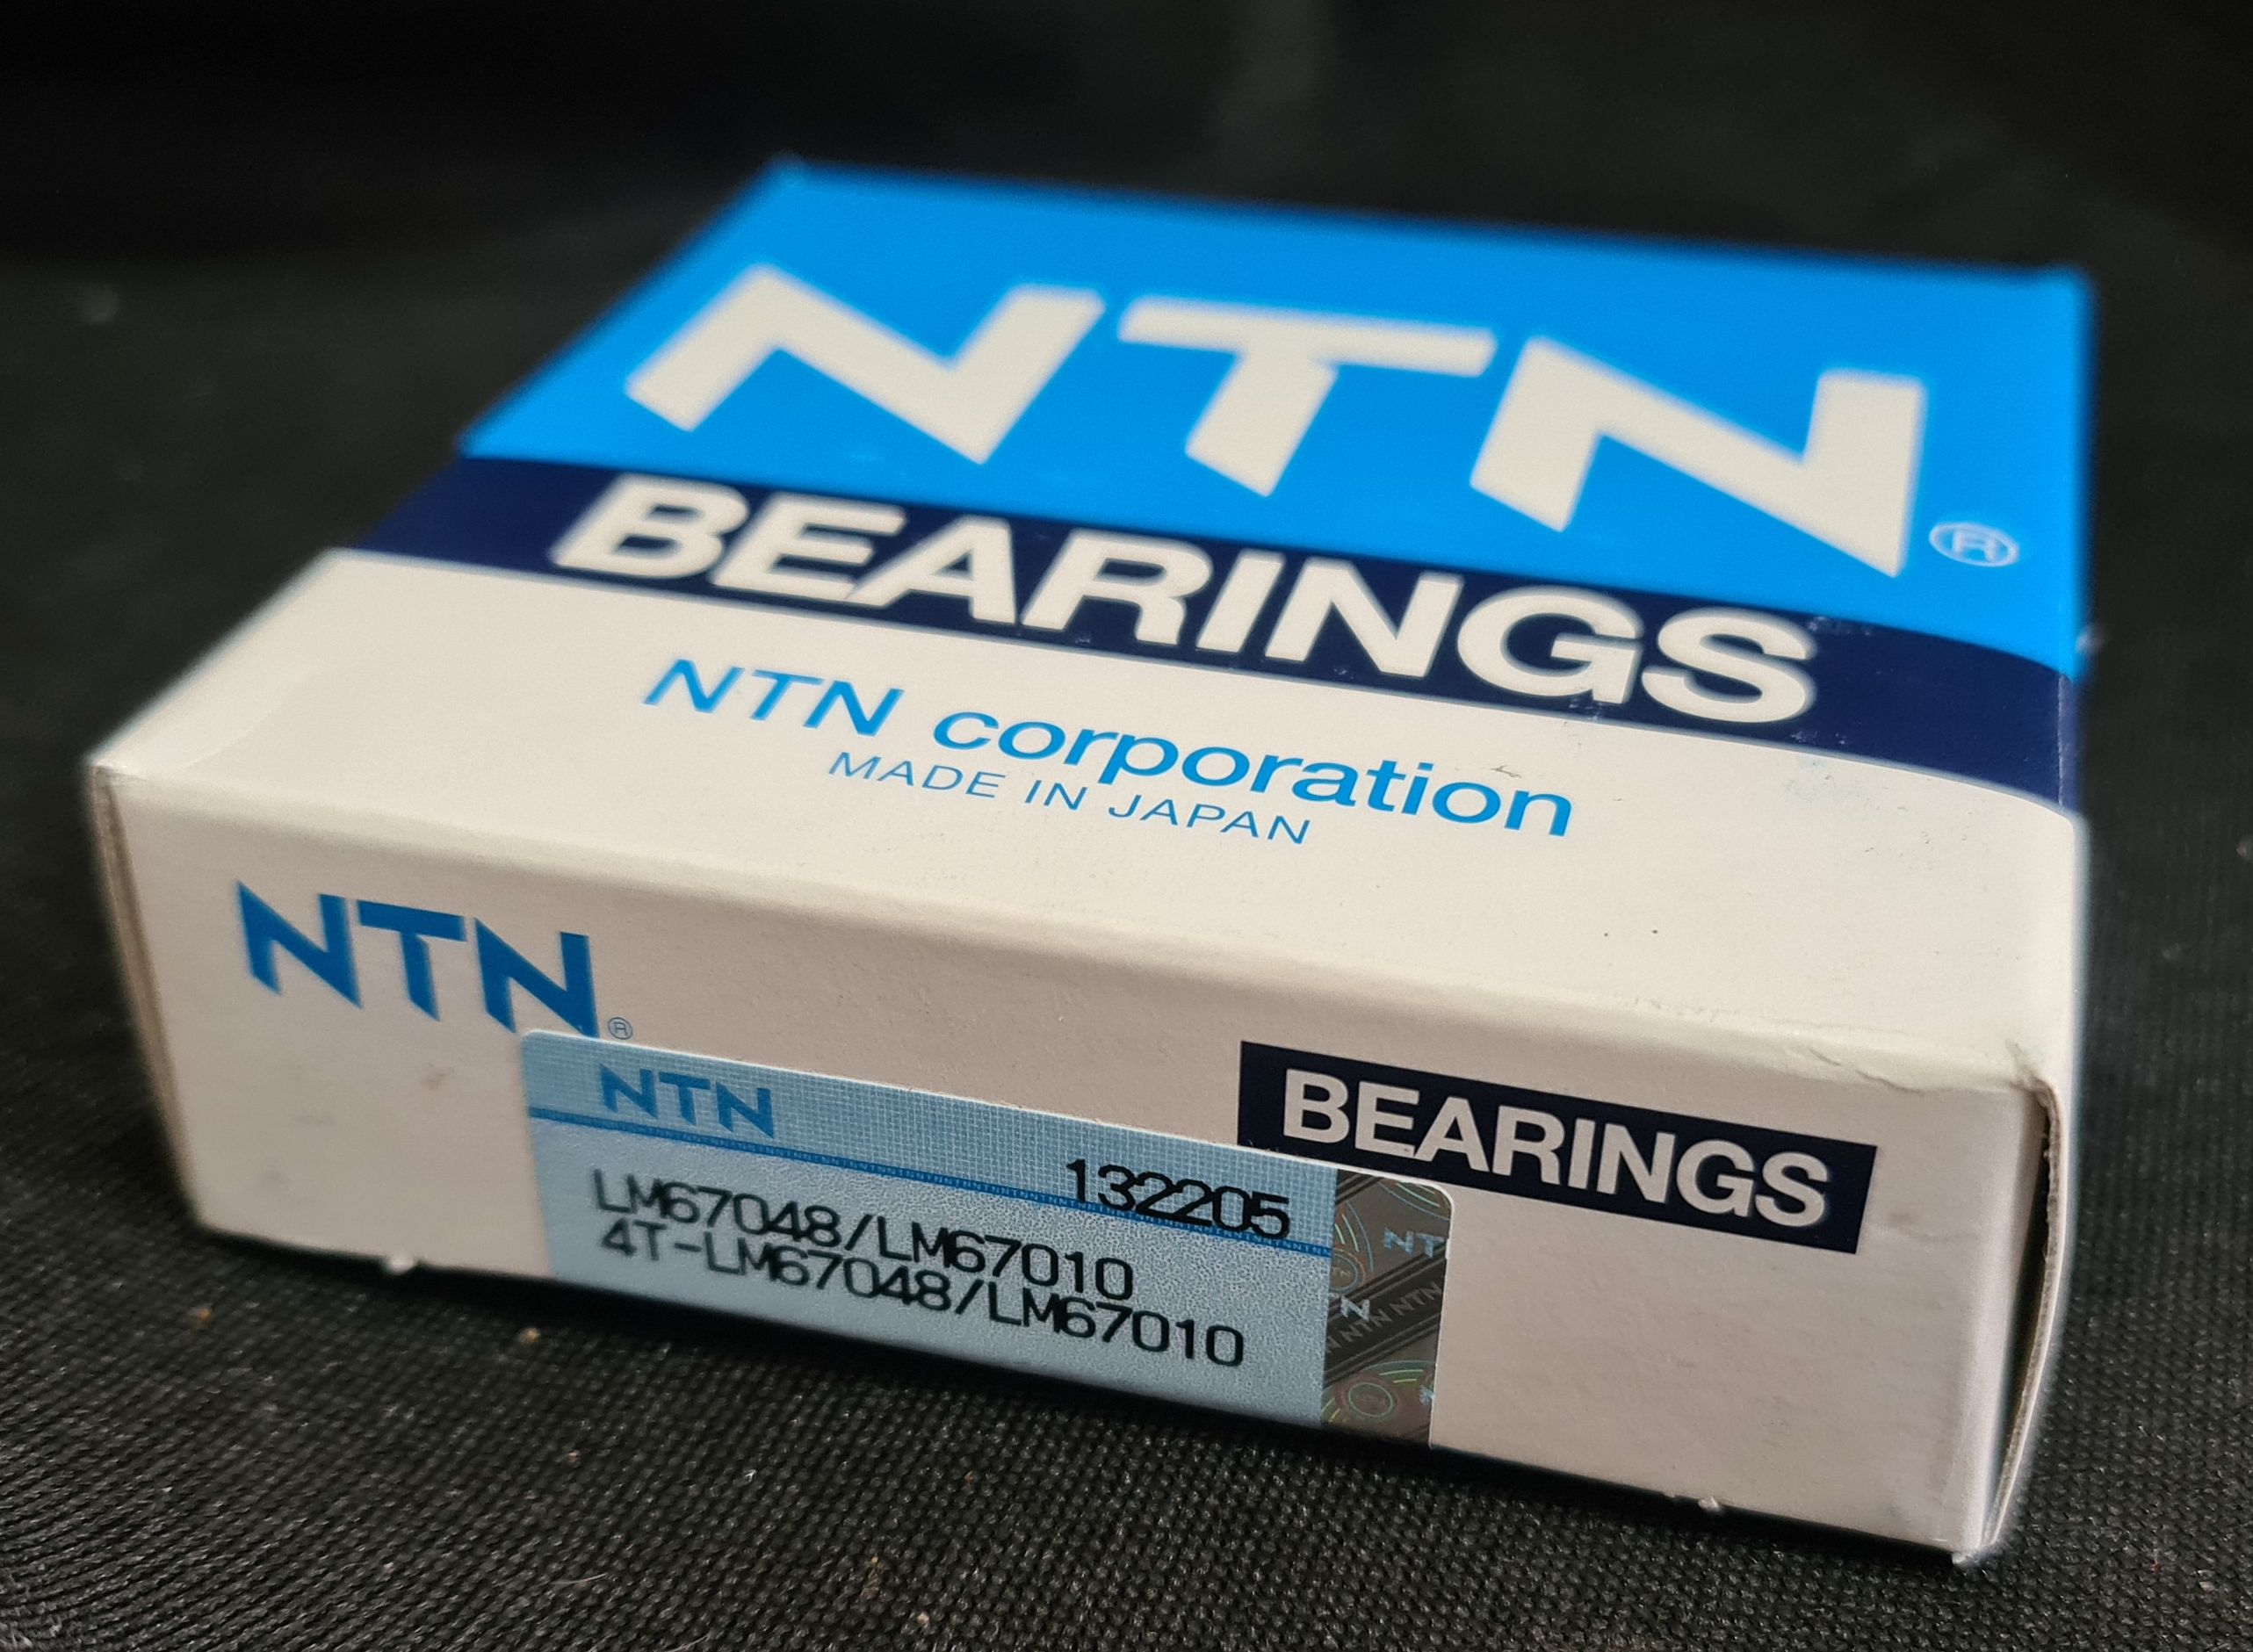 NTN®
BEARINGS
NTN corporation
MADE IN JAPAN
NTN®
BEARINGS
NTN
132205
LM67048/LM67010
4T-LM67048/LM67010